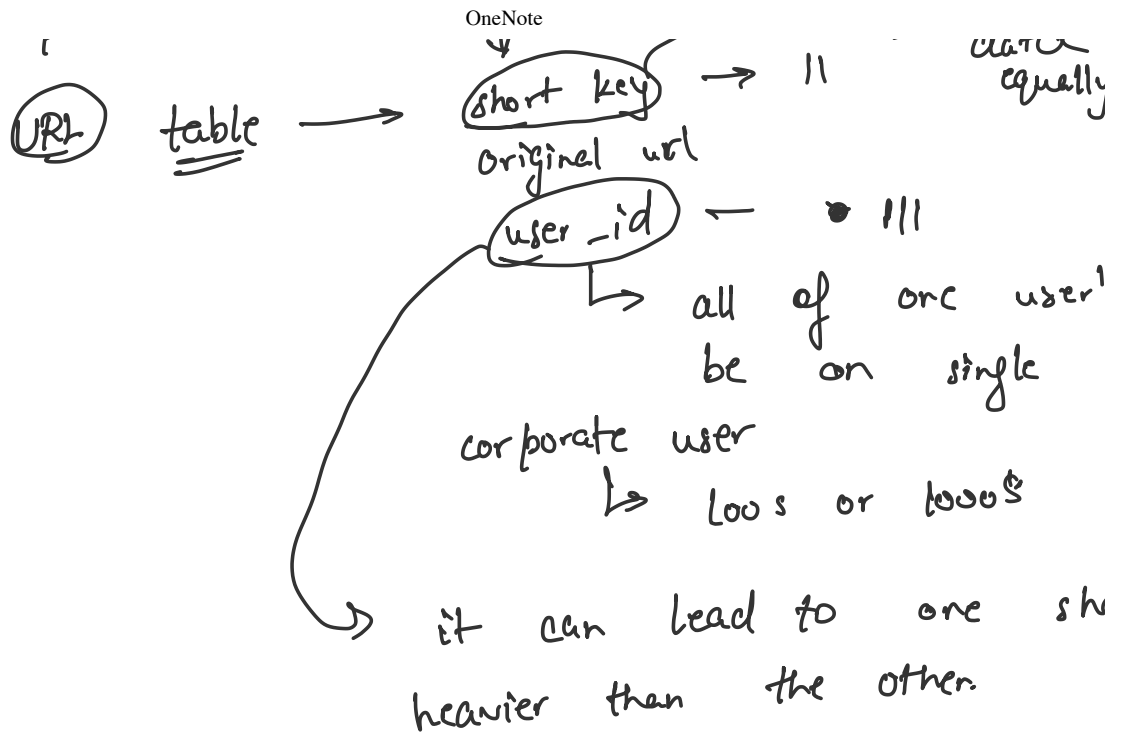 OneNote
equally
URL table → short key → ||
original url
user_id ← • |||
all of one user'
be on single
corporate user
100s or 1000s
it can lead to one
heavier than the other.